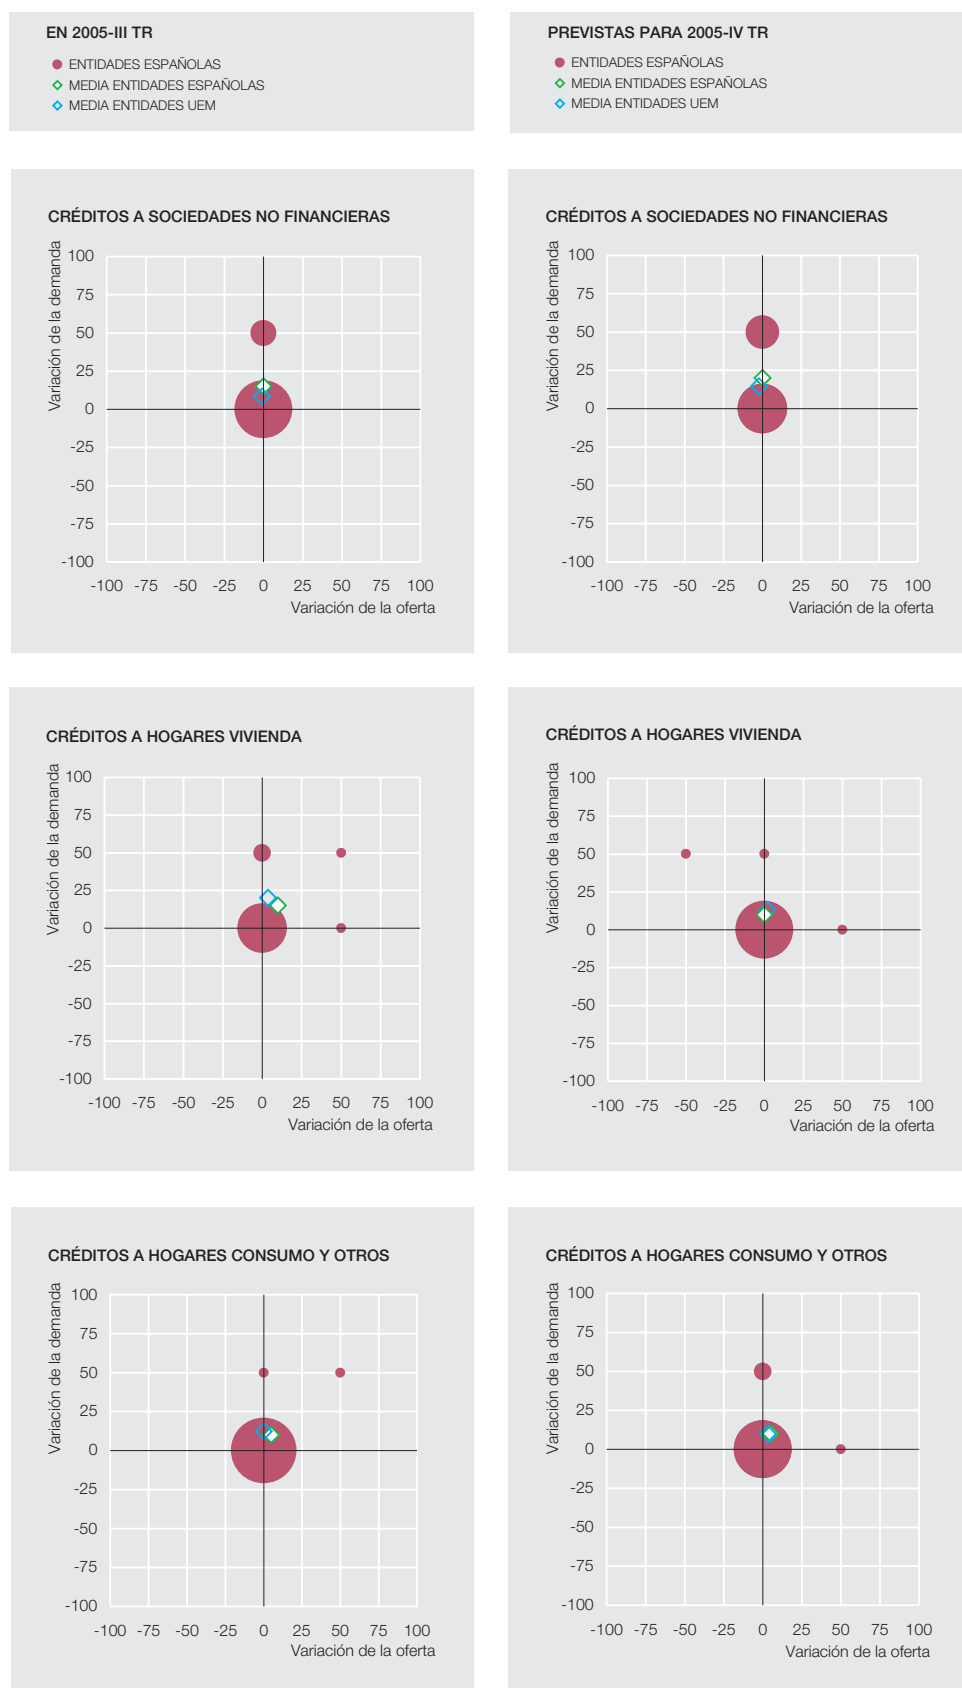 EN 2005-III TR
ENTIDADES ESPAÑOLAS
MEDIA ENTIDADES ESPAÑOLAS
MEDIA ENTIDADES UEM
PREVISTAS PARA 2005-IV TR
ENTIDADES ESPAÑOLAS
MEDIA ENTIDADES ESPAÑOLAS
MEDIA ENTIDADES UEM
CRÉDITOS A SOCIEDADES NO FINANCIERAS
Variación de la demanda
100
75
50
25
0
-25
-50
-75
-100
-100 -75 -50 -25 0 25 50 75 100
Variación de la oferta
CRÉDITOS A SOCIEDADES NO FINANCIERAS
Variación de la demanda
100
75
50
25
0
-25
-50
-75
-100
-100 -75 -50 -25 0 25 50 75 100
Variación de la oferta
CRÉDITOS A HOGARES VIVIENDA
Variación de la demanda
100
75
50
25
0
-25
-50
-75
-100
-100 -75 -50 -25 0 25 50 75 100
Variación de la oferta
CRÉDITOS A HOGARES VIVIENDA
Variación de la demanda
100
75
50
25
0
-25
-50
-75
-100
-100 -75 -50 -25 0 25 50 75 100
Variación de la oferta
CRÉDITOS A HOGARES CONSUMO Y OTROS
Variación de la demanda
100
75
50
25
0
-25
-50
-75
-100
-100 -75 -50 -25 0 25 50 75 100
Variación de la oferta
CRÉDITOS A HOGARES CONSUMO Y OTROS
Variación de la demanda
100
75
50
25
0
-25
-50
-75
-100
-100 -75 -50 -25 0 25 50 75 100
Variación de la oferta